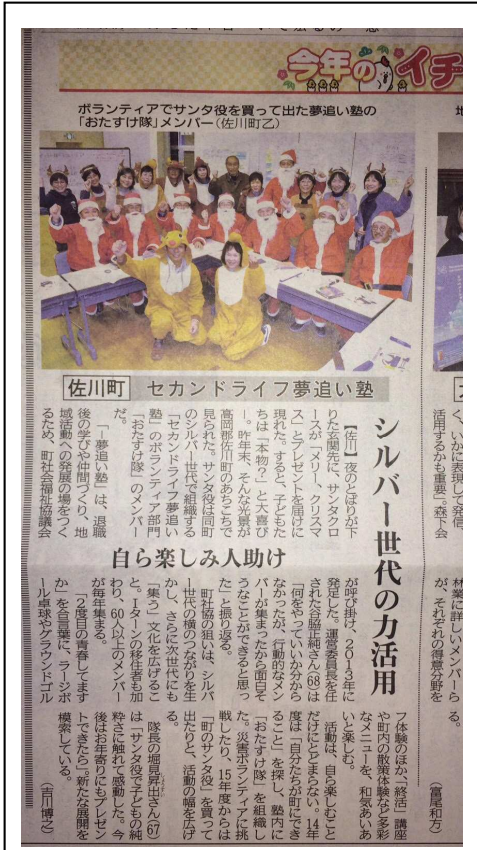 今年のイチ
ボランティアでサンタ役を買って出た夢追い塾の
「おたすけ隊」メンバー(佐川町乙)
佐川町 セカンドライフ夢追い塾
シルバー世代の力活用
自ら楽しみ人助け
【佐川】夜のとばりが下
りた玄関先に、サンタクロ
ースが「メリー、クリスマ
ス」とプレゼントを届けに
現れた。すると、子どもた
ちは「本物?」と大喜び
―。昨年末、そんな光景が
高岡郡佐川町のあちこちで
見られた。サンタ役は同町
のシルバー世代で組織する
「セカンドライフ夢追い
塾」のボランティア部門
「おたすけ隊」のメンバー
だ。
「―夢追い塾」は、退職
後の学びや仲間づくり、地
域活動への発展の場をつく
るため、町社会福祉協議会
が呼び掛け、2013年に
発足した。運営委員長を任
された谷脇正純さん(68)は
「何をやっていいか分から
なかったが、行動的なメン
バーが集まったから面白そ
うなことができると思っ
た」と振り返る。
町社協の狙いは、シルバ
ー世代の横のつながりを生
かし、さらに次世代にも
「集う」文化を広げるこ
と。Iターンの移住者も加
わり、60人以上のメンバー
が毎年集まる。
「2度目の青春してます
か」を合言葉に、ラージボ
ール卓球やグラウンドゴル
フ体験のほか「終活」講座
や町内の散策体験など多彩
なメニューを、和気あいあ
いと楽しむ。
活動は、自ら楽しむこと
だけにとどまらない。14年
度は「自分たちが町にでき
ること」を探し、塾内に
「おたすけ隊」を組織し
た。災害ボランティアに挑
戦したり、15年度からは
「町のサンタ役」を買って
出たりと、活動の幅を広げ
る。
隊長の堀見昇出さん(67)
は「サンタ役で子どもの純
粋さに触れて感動した。今
後はお年寄りにもプレゼン
トできたら」。新たな展開を
模索している。
(吉川博之)
く、いかに表現して発信
活用するかも重要」。森下会
林業に詳しいメンバーら
が、それぞれの得意分野を
る。
(富尾和方)